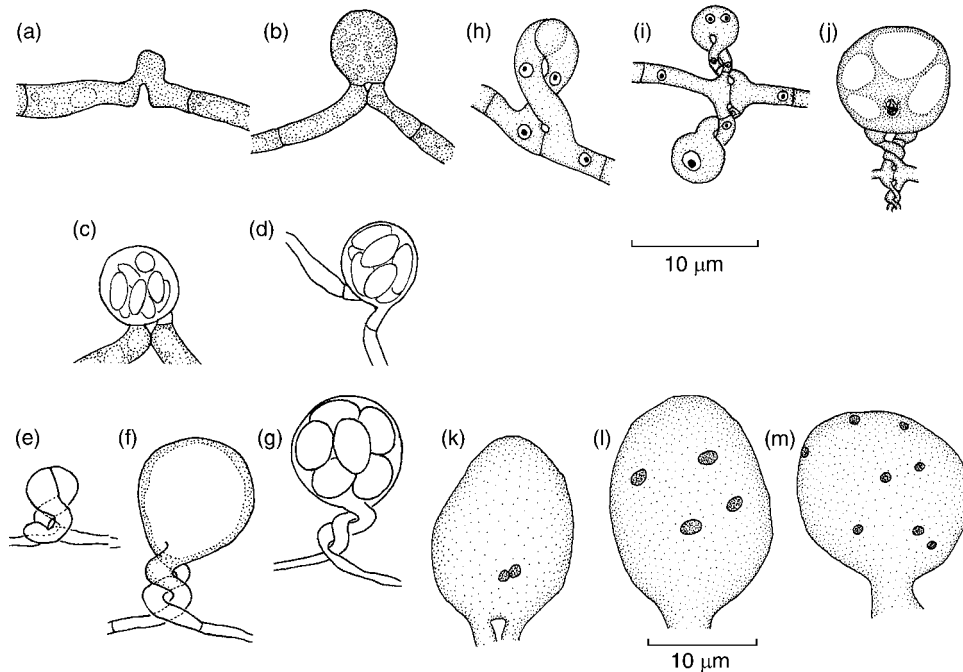 (a)
(b)
(h)
(i)
(j)
(c)
(d)
10 μm
(e)
(f)
(g)
(k)
(l)
(m)
10 μm